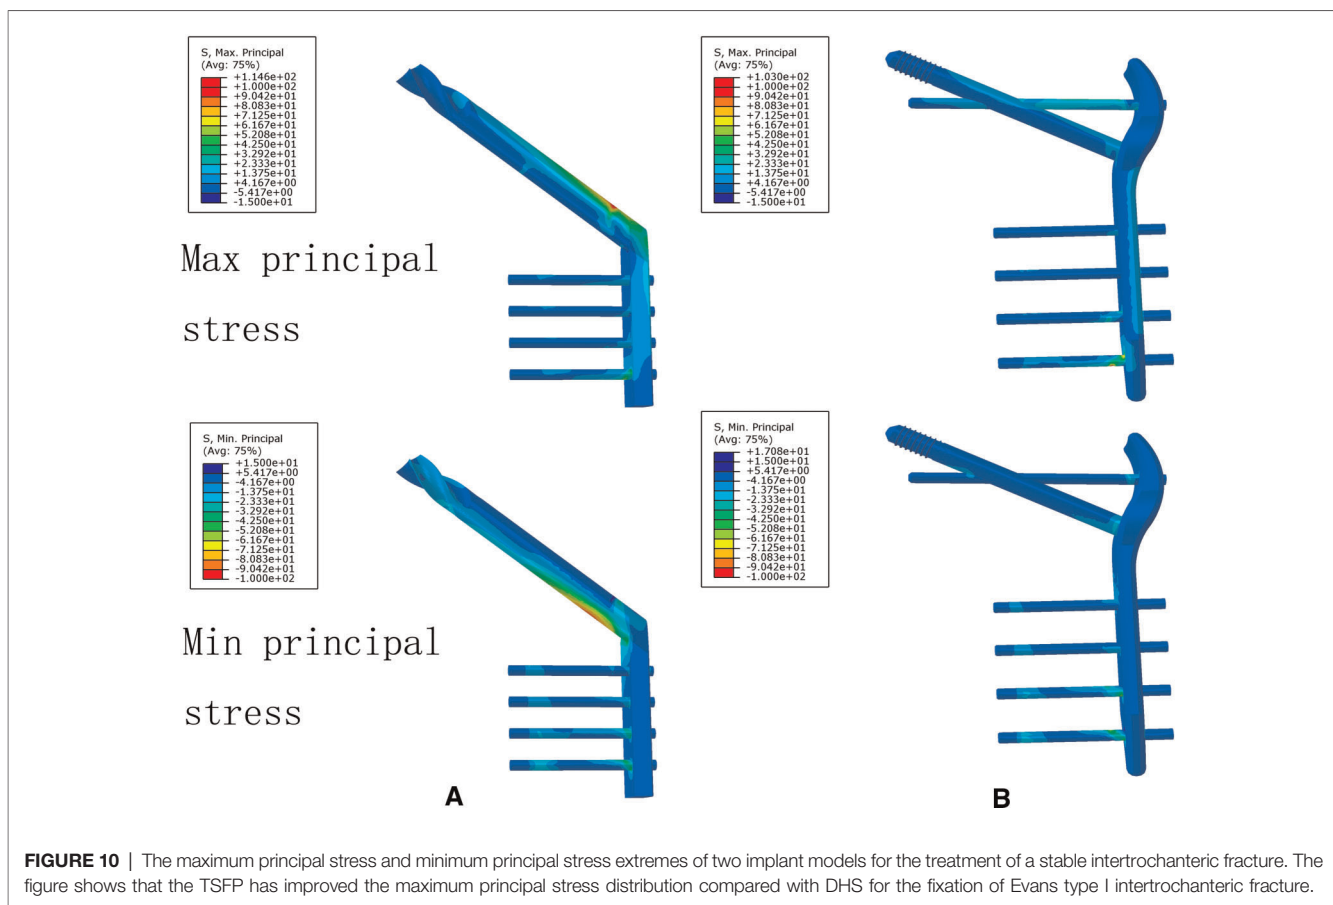 S, Max. Principal
(Avg: 75%)
+1.146e+02
+1.000e+02
+9.042e+01
+8.083e+01
+7.125e+01
+6.167e+01
+5.208e+01
+4.250e+01
+3.292e+01
+2.333e+01
+1.375e+01
+4.167e+00
-5.417e+00
-1.500e+01
S, Max. Principal
(Avg: 75%)
+1.030e+02
+1.000e+02
+9.042e+01
+8.083e+01
+7.125e+01
+6.167e+01
+5.208e+01
+4.250e+01
+3.292e+01
+2.333e+01
+1.375e+01
+4.167e+00
-5.417e+00
-1.500e+01
Max principal
stress
S, Min. Principal
(Avg: 75%)
+1.500e+01
+5.417e+00
-4.167e+00
-1.375e+01
-2.333e+01
-3.292e+01
-4.250e+01
-5.208e+01
-6.167e+01
-7.125e+01
-8.083e+01
-9.042e+01
-1.000e+02
S, Min. Principal
(Avg: 75%)
+1.708e+01
+1.500e+01
+5.417e+00
-4.167e+00
-1.375e+01
-2.333e+01
-3.292e+01
-4.250e+01
-5.208e+01
-6.167e+01
-7.125e+01
-8.083e+01
-9.042e+01
-1.000e+02
Min principal
stress
A
B
FIGURE 10 | The maximum principal stress and minimum principal stress extremes of two implant models for the treatment of a stable intertrochanteric fracture. The
figure shows that the TSFP has improved the maximum principal stress distribution compared with DHS for the fixation of Evans type I intertrochanteric fracture.